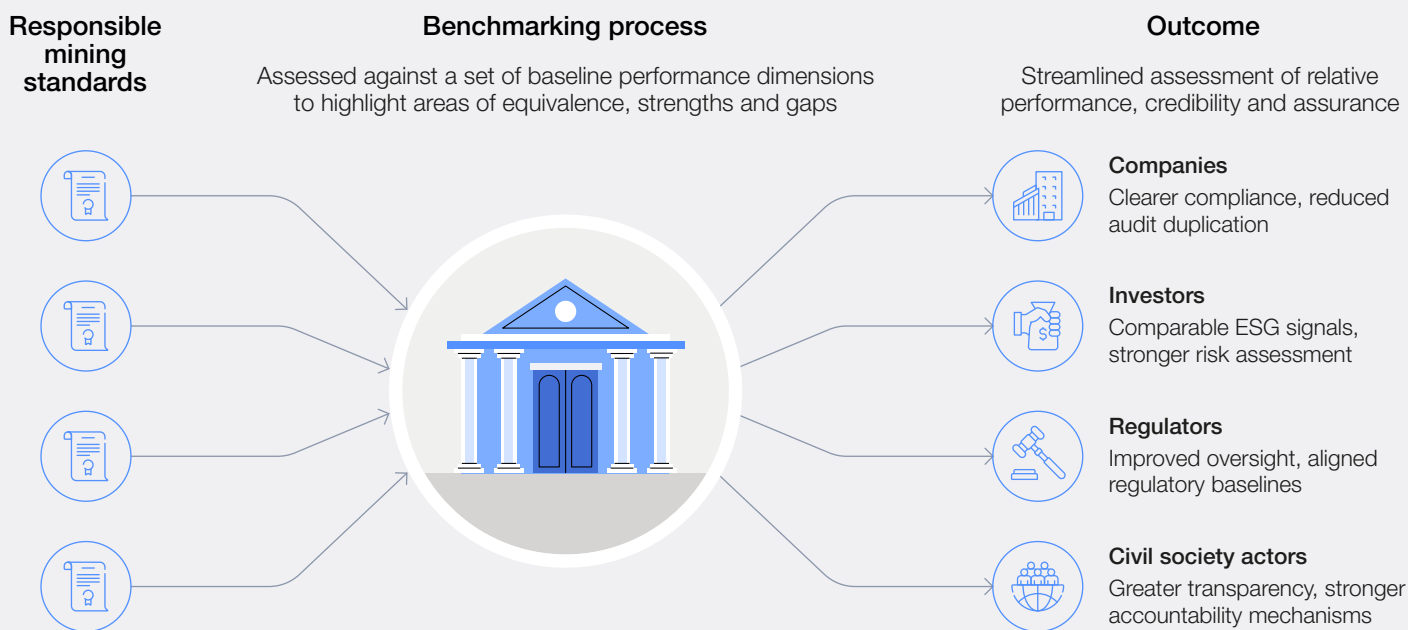 Responsible
mining
standards
Benchmarking process
Assessed against a set of baseline performance dimensions
to highlight areas of equivalence, strengths and gaps
Outcome
Streamlined assessment of relative
performance, credibility and assurance
Companies
Clearer compliance, reduced
audit duplication
$
Investors
Comparable ESG signals,
stronger risk assessment
Regulators
Improved oversight, aligned
regulatory baselines
Civil society actors
Greater transparency, stronger
accountability mechanisms